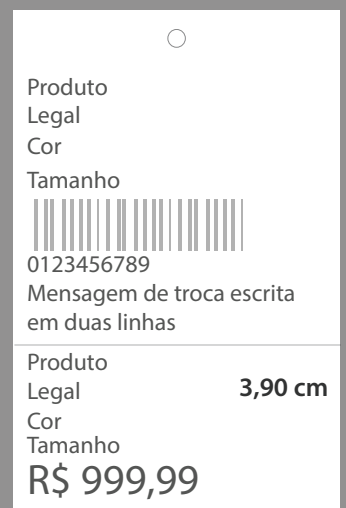 Produto
Legal
Cor
Tamanho
0123456789
Mensagem de troca escrita
em duas linhas
Produto
Legal
3,90 cm
Cor
Tamanho
R$ 999,99